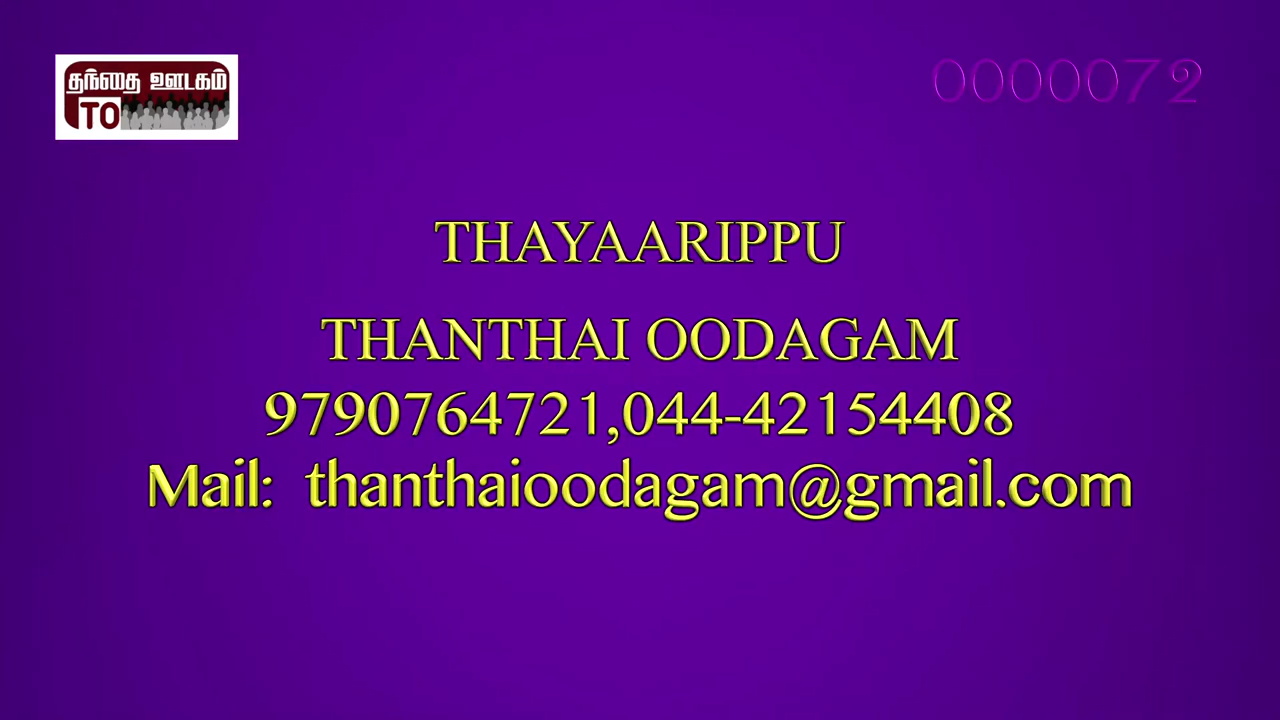 தந்தை ஊடகம்
TO
0000072
THAYAARIPPU
THANTHAI OODAGAM
9790764721,044-42154408
Mail: thanthaioodagam@gmail.com